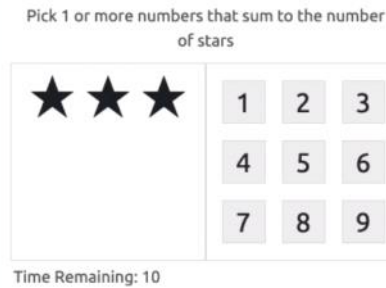 Pick 1 or more numbers that sum to the number
of stars
1 2 3
4 5 6
7 8 9
Time Remaining: 10